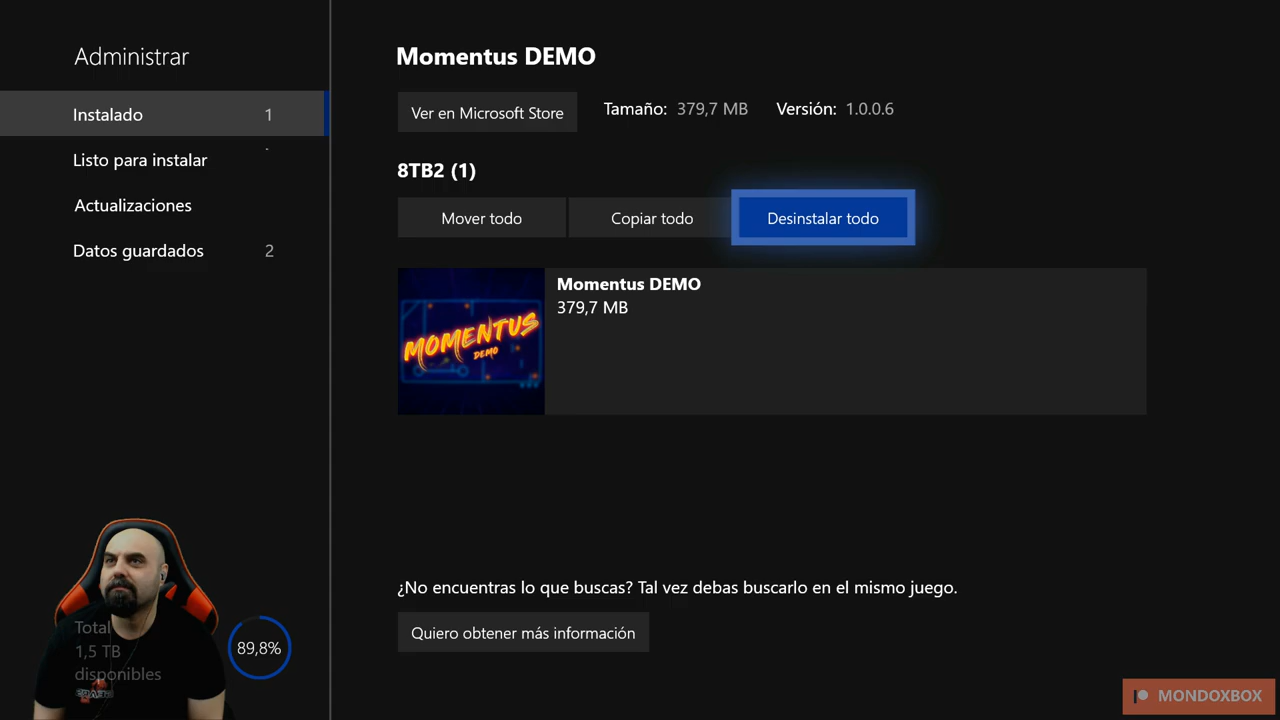 Administrar
Instalado 1
Listo para instalar
Actualizaciones
Datos guardados 2
Total
1,5 TB
disponibles
89,8%
Momentus DEMO
Ver en Microsoft Store Tamaño: 379,7 MB Versión: 1.0.0.6
8TB2 (1)
Mover todo Copiar todo Desinstalar todo
MOMENTUS
DEMO
Momentus DEMO
379,7 MB
¿No encuentras lo que buscas? Tal vez debas buscarlo en el mismo juego.
Quiero obtener más información
MONDOXBOX